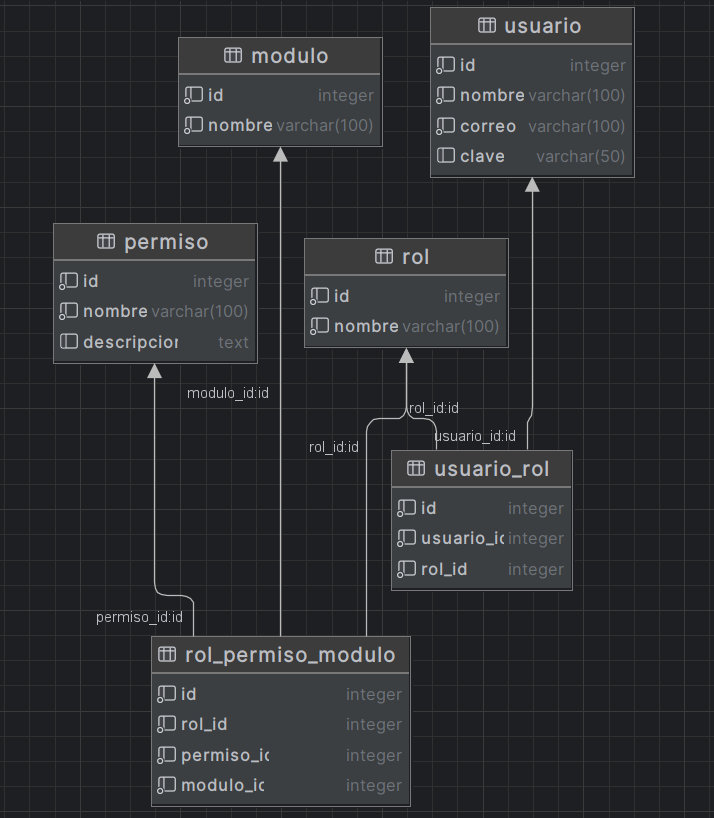 usuario
id integer
nombre varchar(100)
correo varchar(100)
clave varchar(50)
modulo
id integer
nombre varchar(100)
permiso
id integer
nombre varchar(100)
descripcior text
rol
id integer
nombre varchar(100)
modulo_id:id
rol_id:id
usuario_id:id
rol_id:id
usuario_rol
id integer
usuario_ic integer
rol_id integer
permiso_id:id
rol_permiso_modulo
id integer
rol_id integer
permiso_ic integer
modulo_ic integer